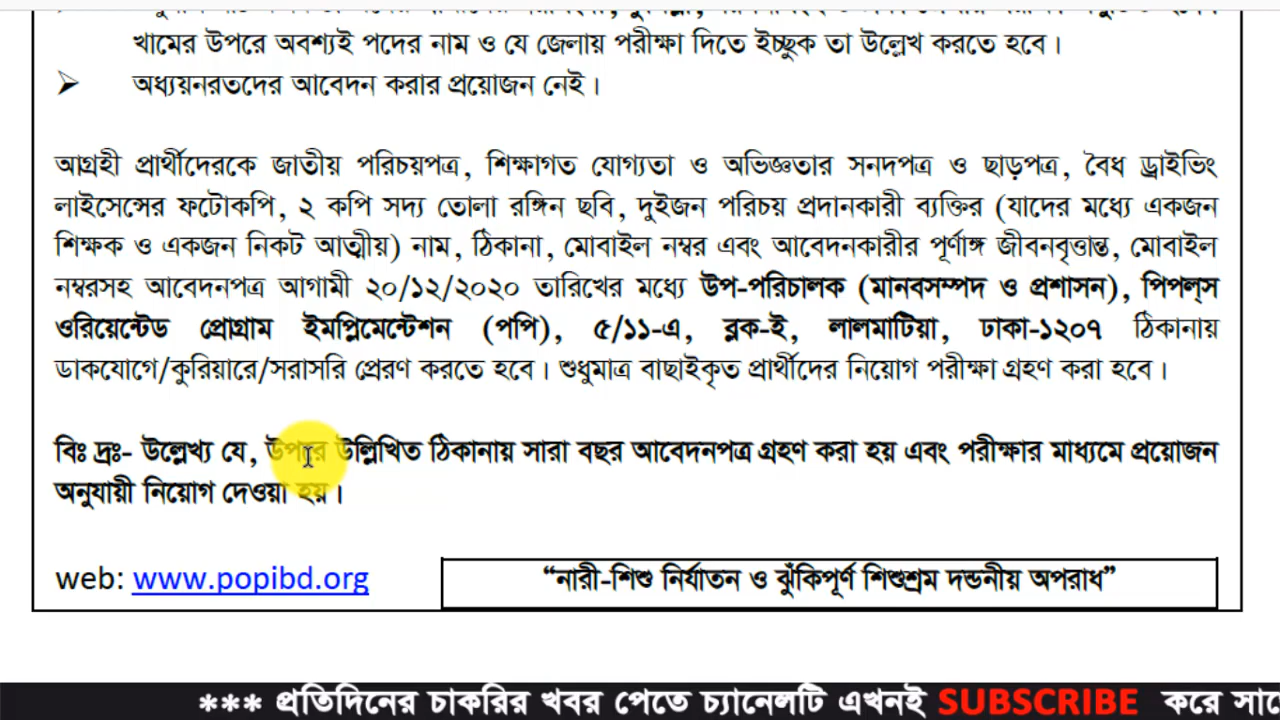 খামের উপরে অবশ্যই পদের নাম ও যে জেলায় পরীক্ষা দিতে ইচ্ছুক তা উল্লেখ করতে হবে।
➢ অধ্যয়নরতদের আবেদন করার প্রয়োজন নেই।
আগ্রহী প্রার্থীদেরকে জাতীয় পরিচয়পত্র, শিক্ষাগত যোগ্যতা ও অভিজ্ঞতার সনদপত্র ও ছাড়পত্র, বৈধ ড্রাইভিং
লাইসেন্সের ফটোকপি, ২ কপি সদ্য তোলা রঙ্গিন ছবি, দুইজন পরিচয় প্রদানকারী ব্যক্তির (যাদের মধ্যে একজন
শিক্ষক ও একজন নিকট আত্মীয়) নাম, ঠিকানা, মোবাইল নম্বর এবং আবেদনকারীর পূর্ণাঙ্গ জীবনবৃত্তান্ত, মোবাইল
নম্বরসহ আবেদনপত্র আগামী ২০/১২/২০২০ তারিখের মধ্যে উপ-পরিচালক (মানবসম্পদ ও প্রশাসন), পিপল্স
ওরিয়েন্টেড প্রোগ্রাম ইমপ্লিমেন্টেশন (পপি), ৫/১১-এ, ব্লক-ই, লালমাটিয়া, ঢাকা-১২০৭ ঠিকানায়
ডাকযোগে/কুরিয়ারে/সরাসরি প্রেরণ করতে হবে। শুধুমাত্র বাছাইকৃত প্রার্থীদের নিয়োগ পরীক্ষা গ্রহণ করা হবে।
বিঃ দ্রঃ- উল্লেখ্য যে, উপরে উল্লিখিত ঠিকানায় সারা বছর আবেদনপত্র গ্রহণ করা হয় এবং পরীক্ষার মাধ্যমে প্রয়োজন
অনুযায়ী নিয়োগ দেওয়া হয়।
web: www.popibd.org
“নারী-শিশু নির্যাতন ও ঝুঁকিপূর্ণ শিশুশ্রম দন্ডনীয় অপরাধ”
*** প্রতিদিনের চাকরির খবর পেতে চ্যানেলটি এখনই SUBSCRIBE করে